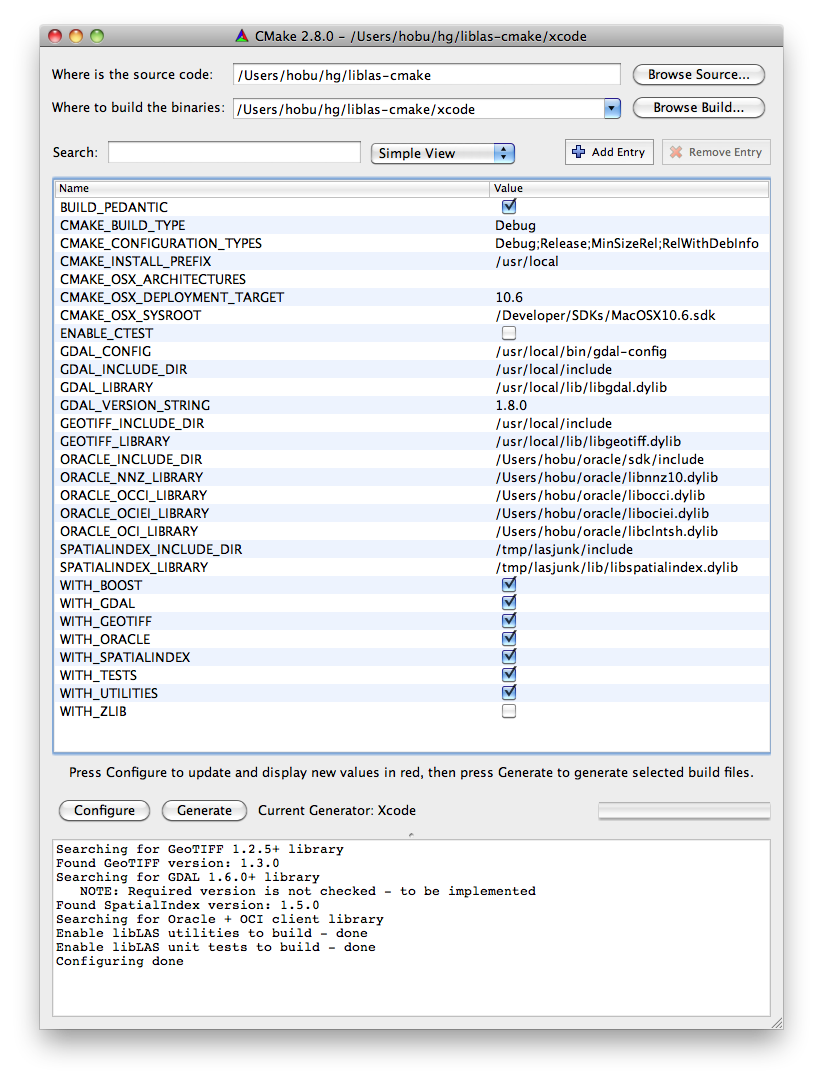 CMake 2.8.0 - /Users/hobu/hg/liblas-cmake/xcode
Where is the source code: /Users/hobu/hg/liblas-cmake Browse Source...
Where to build the binaries: /Users/hobu/hg/liblas-cmake/xcode Browse Build...
Search: Simple View Add Entry Remove Entry
Name Value
BUILD_PEDANTIC
CMAKE_BUILD_TYPE Debug
CMAKE_CONFIGURATION_TYPES Debug;Release;MinSizeRel;RelWithDebInfo
CMAKE_INSTALL_PREFIX /usr/local
CMAKE_OSX_ARCHITECTURES
CMAKE_OSX_DEPLOYMENT_TARGET 10.6
CMAKE_OSX_SYSROOT /Developer/SDKs/MacOSX10.6.sdk
ENABLE_CTEST
GDAL_CONFIG /usr/local/bin/gdal-config
GDAL_INCLUDE_DIR /usr/local/include
GDAL_LIBRARY /usr/local/lib/libgdal.dylib
GDAL_VERSION_STRING 1.8.0
GEOTIFF_INCLUDE_DIR /usr/local/include
GEOTIFF_LIBRARY /usr/local/lib/libgeotiff.dylib
ORACLE_INCLUDE_DIR /Users/hobu/oracle/sdk/include
ORACLE_NNZ_LIBRARY /Users/hobu/oracle/libnnz10.dylib
ORACLE_OCCI_LIBRARY /Users/hobu/oracle/libocci.dylib
ORACLE_OCIEI_LIBRARY /Users/hobu/oracle/libociei.dylib
ORACLE_OCI_LIBRARY /Users/hobu/oracle/libclntsh.dylib
SPATIALINDEX_INCLUDE_DIR /tmp/lasjunk/include
SPATIALINDEX_LIBRARY /tmp/lasjunk/lib/libspatialindex.dylib
WITH_BOOST
WITH_GDAL
WITH_GEOTIFF
WITH_ORACLE
WITH_SPATIALINDEX
WITH_TESTS
WITH_UTILITIES
WITH_ZLIB
Press Configure to update and display new values in red, then press Generate to generate selected build files.
Configure Generate Current Generator: Xcode
Searching for GeoTIFF 1.2.5+ library
Found GeoTIFF version: 1.3.0
Searching for GDAL 1.6.0+ library
NOTE: Required version is not checked - to be implemented
Found SpatialIndex version: 1.5.0
Searching for Oracle + OCI client library
Enable libLAS utilities to build - done
Enable libLAS unit tests to build - done
Configuring done